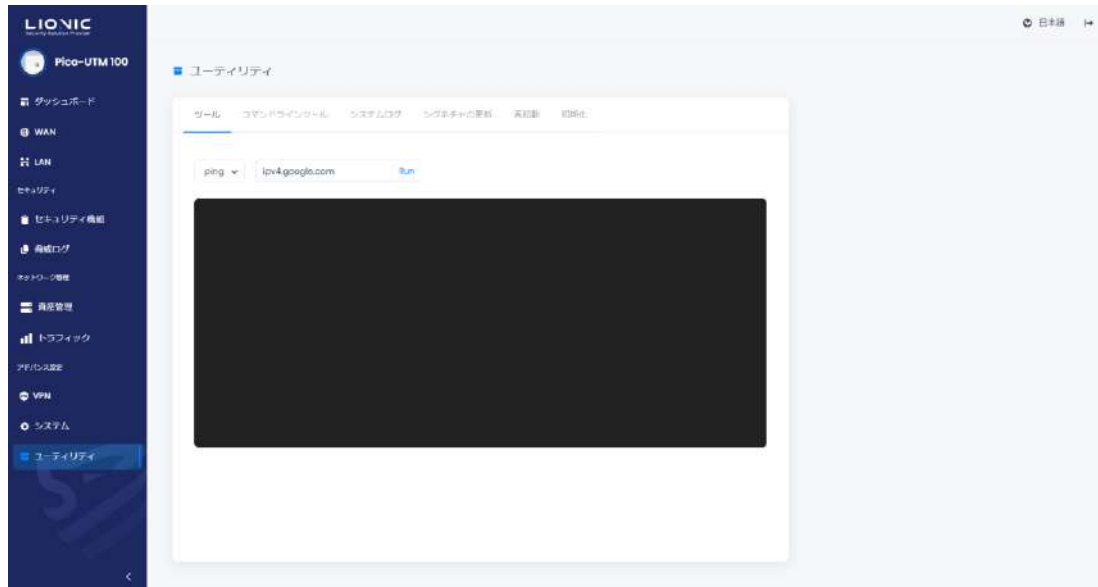 LIONIC
Security Solution Provider
Pico-UTM 100
ダッシュボード
WAN
LAN
セキュリティ
セキュリティ機能
脅威ログ
ネットワーク管理
資産管理
トラフィック
アドバンス設定
VPN
システム
ユーティリティ
日本語
ユーティリティ
ツール コマンドラインツール システムログ シグネチャの更新 再起動 初期化
ping ipv4.google.com Run